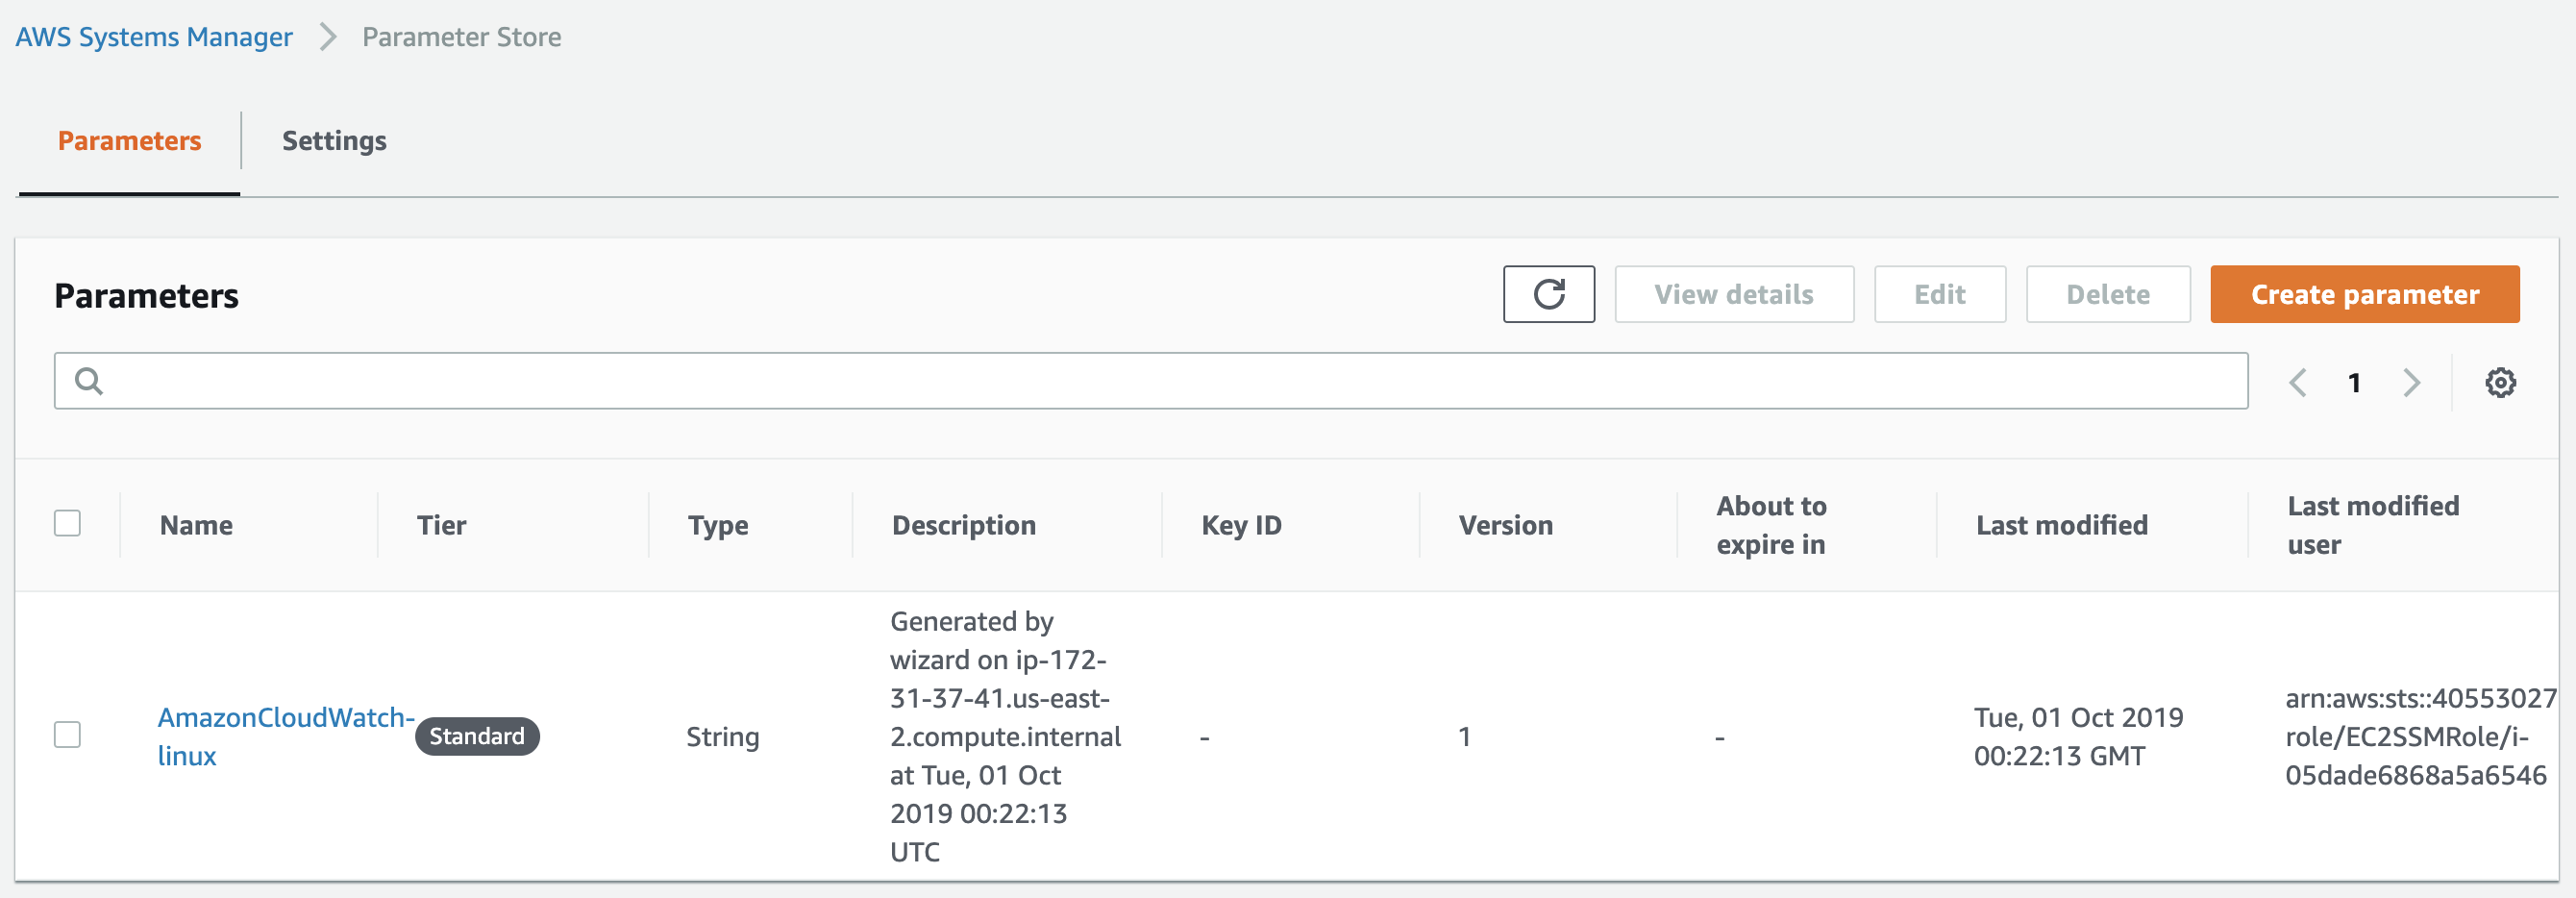 AWS Systems Manager > Parameter Store
Parameters Settings
Parameters View details Edit Delete Create parameter
1
Name Tier Type Description Key ID Version About to expire in Last modified Last modified user
AmazonCloudWatch-
linux
Standard
String
Generated by
wizard on ip-172-
31-37-41.us-east-
2.compute.internal
at Tue, 01 Oct
2019 00:22:13
UTC
-
1
-
Tue, 01 Oct 2019
00:22:13 GMT
arn:aws:sts::40553027
role/EC2SSMRole/i-
05dade6868a5a6546